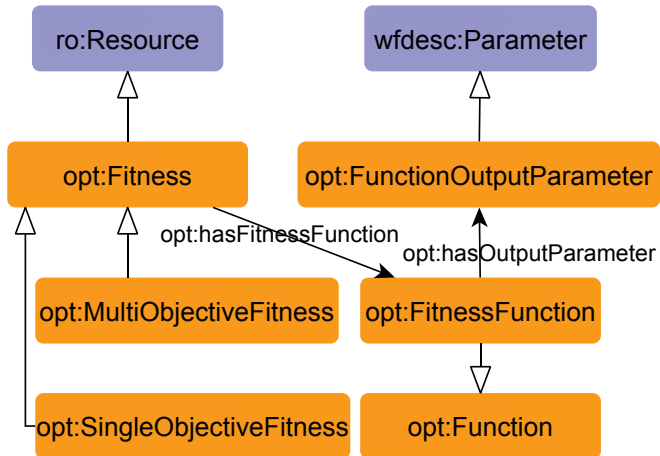 ro:Resource
wfdesc:Parameter
opt:Fitness
opt:FunctionOutputParameter
opt:hasFitnessFunction
opt:hasOutputParameter
opt:MultiObjectiveFitness
opt:FitnessFunction
opt:SingleObjectiveFitness
opt:Function